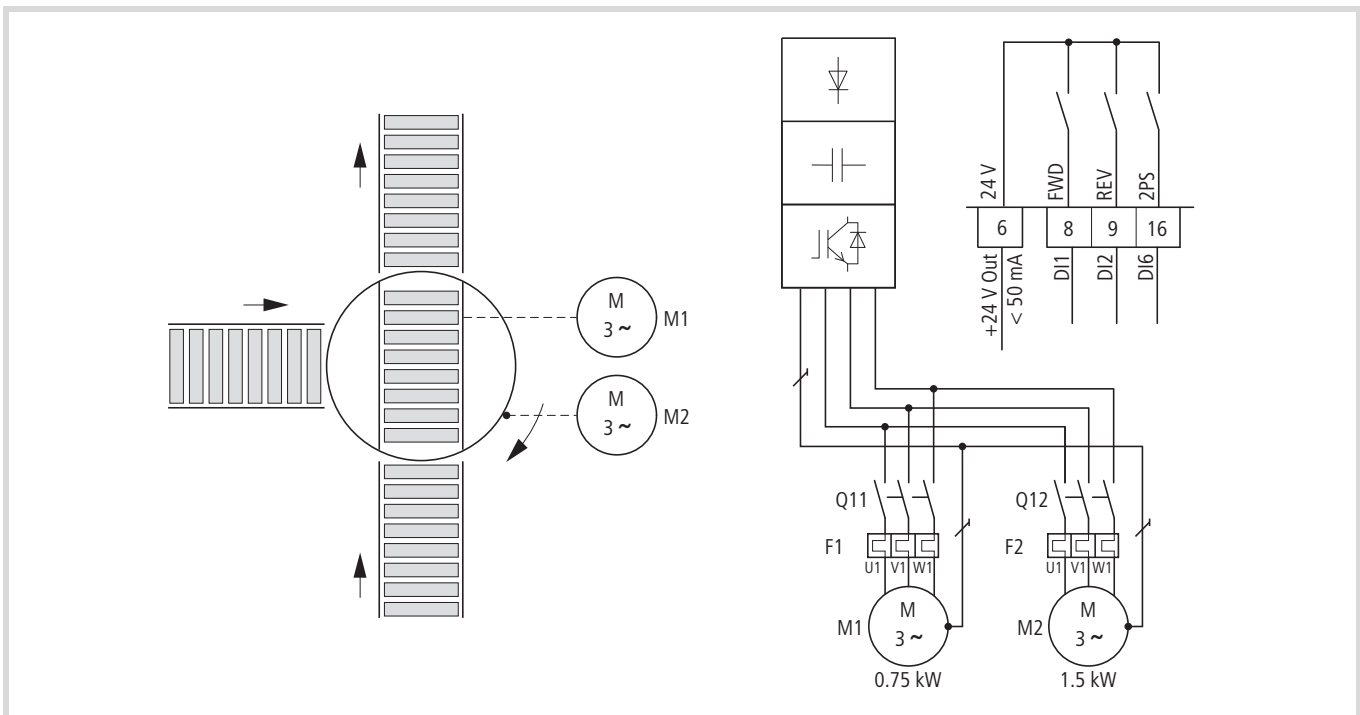 M
3 ~
M1
M
3 ~
M2
24 V
FWD
REV
2PS
6
8
9
16
+24 V Out
< 50 mA
DI1
DI2
DI6
Q11
Q12
F1
F2
U1 V1 W1
U1 V1 W1
M1
M
3 ~
M2
M
3 ~
0.75 kW
1.5 kW